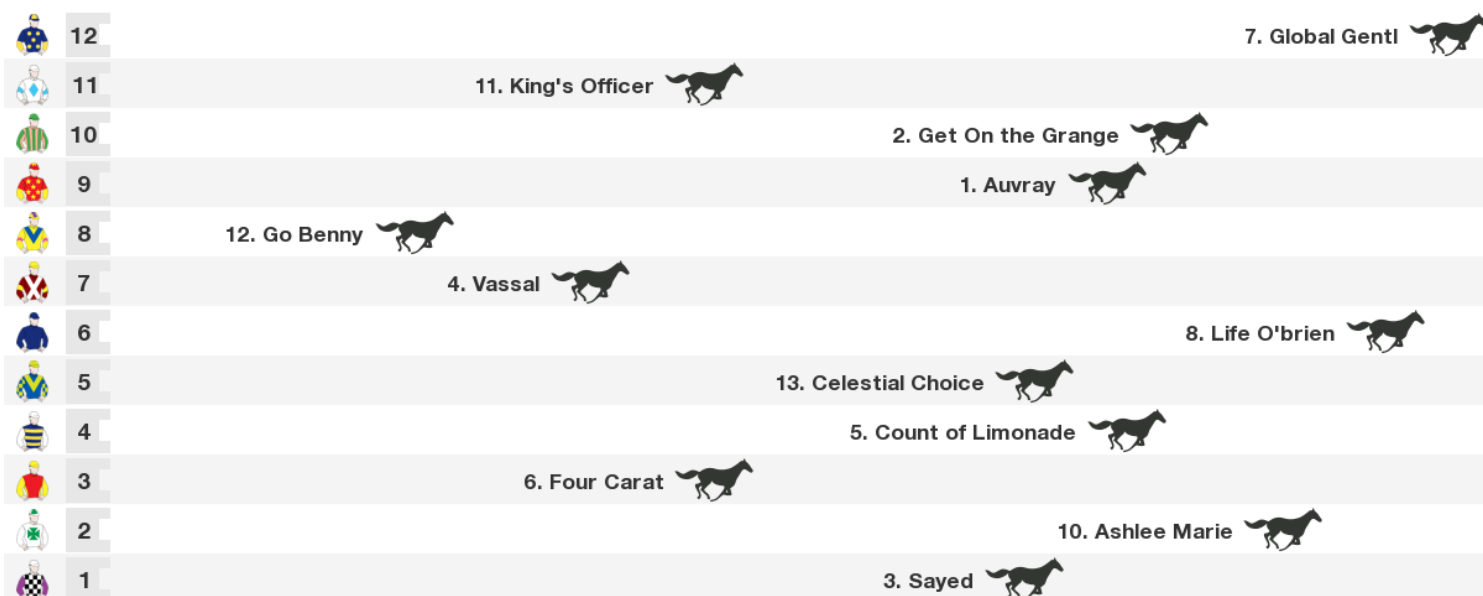 12 7. Global Gentl
11 11. King's Officer
10 2. Get On the Grange
9 1. Auvray
8 12. Go Benny
7 4. Vassal
6 8. Life O'brien
5 13. Celestial Choice
4 5. Count of Limonade
3 6. Four Carat
2 10. Ashlee Marie
1 3. Sayed